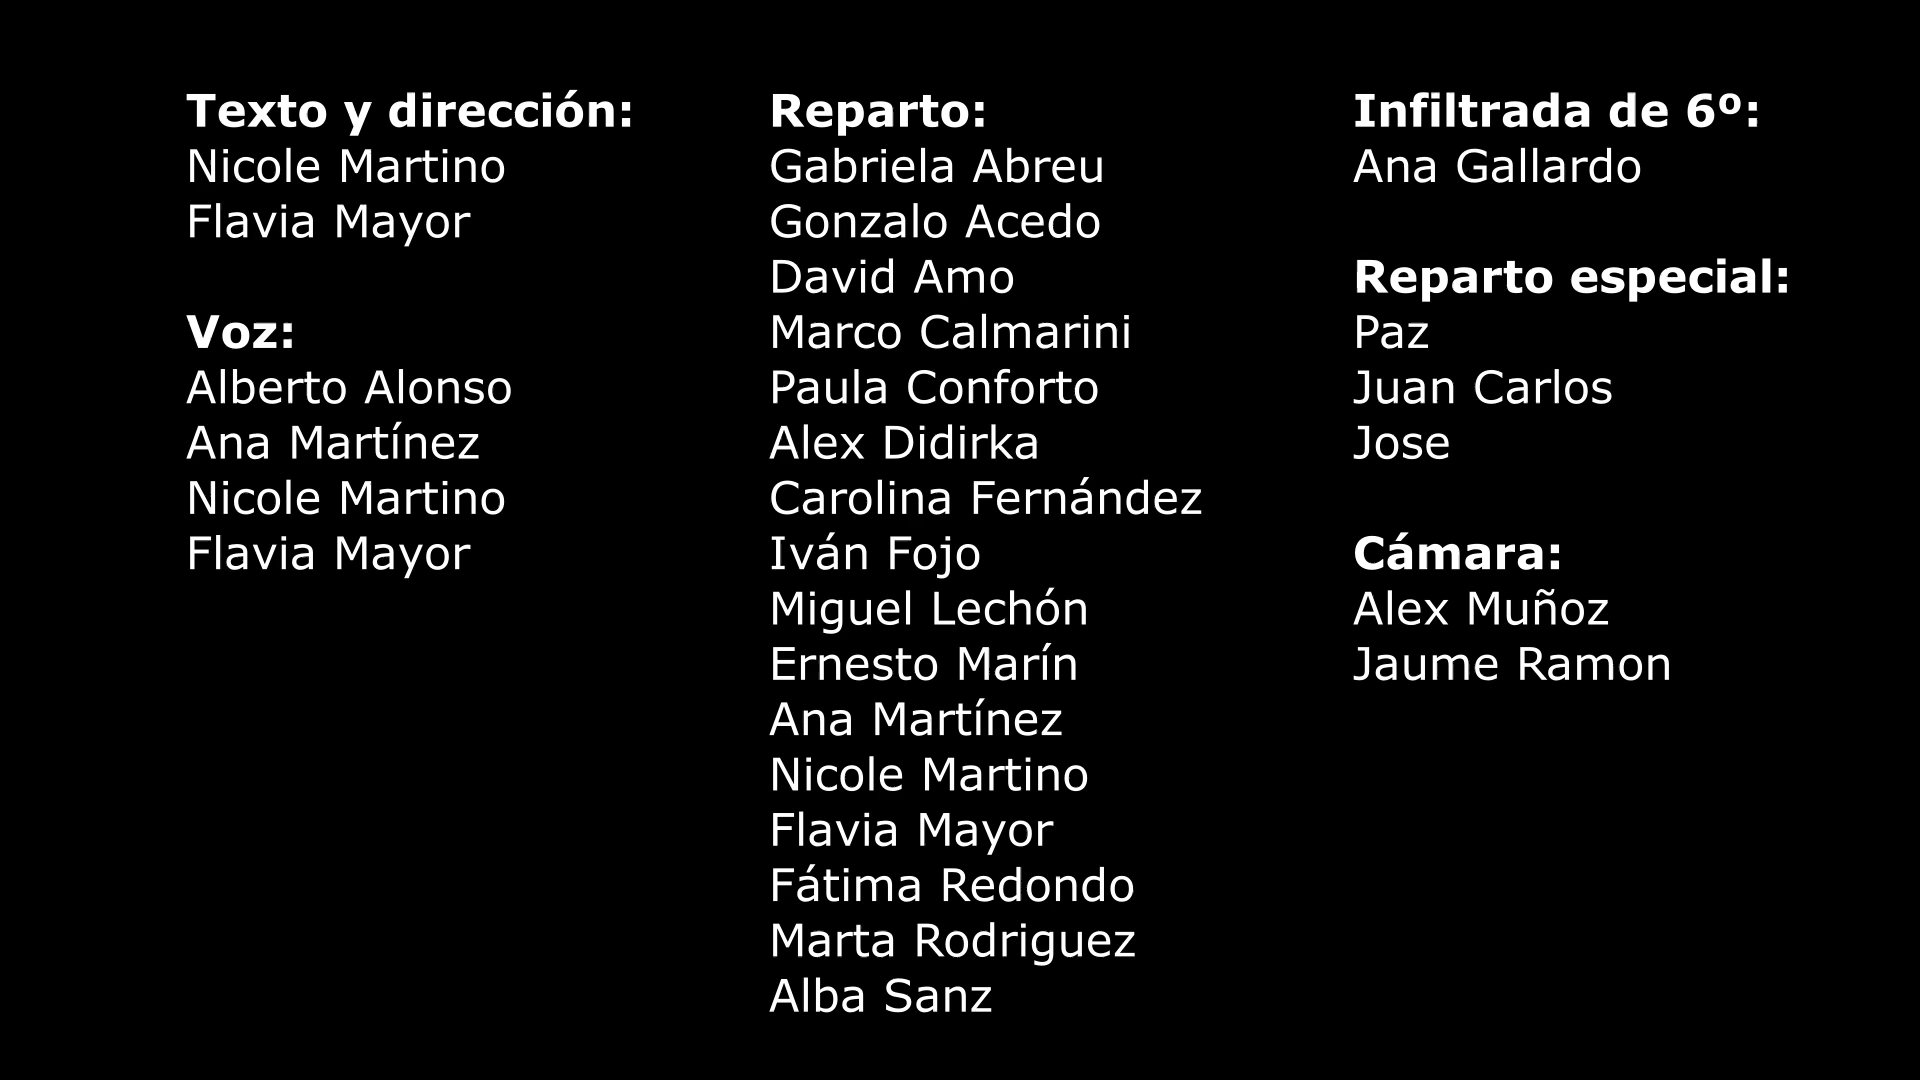 Texto y dirección:
Nicole Martino
Flavia Mayor
Voz:
Alberto Alonso
Ana Martínez
Nicole Martino
Flavia Mayor
Reparto:
Gabriela Abreu
Gonzalo Acedo
David Amo
Marco Calmarini
Paula Conforto
Alex Didirka
Carolina Fernández
Iván Fojo
Miguel Lechón
Ernesto Marín
Ana Martínez
Nicole Martino
Flavia Mayor
Fátima Redondo
Marta Rodriguez
Alba Sanz
Infiltrada de 6º:
Ana Gallardo
Reparto especial:
Paz
Juan Carlos
Jose
Cámara:
Alex Muñoz
Jaume Ramon